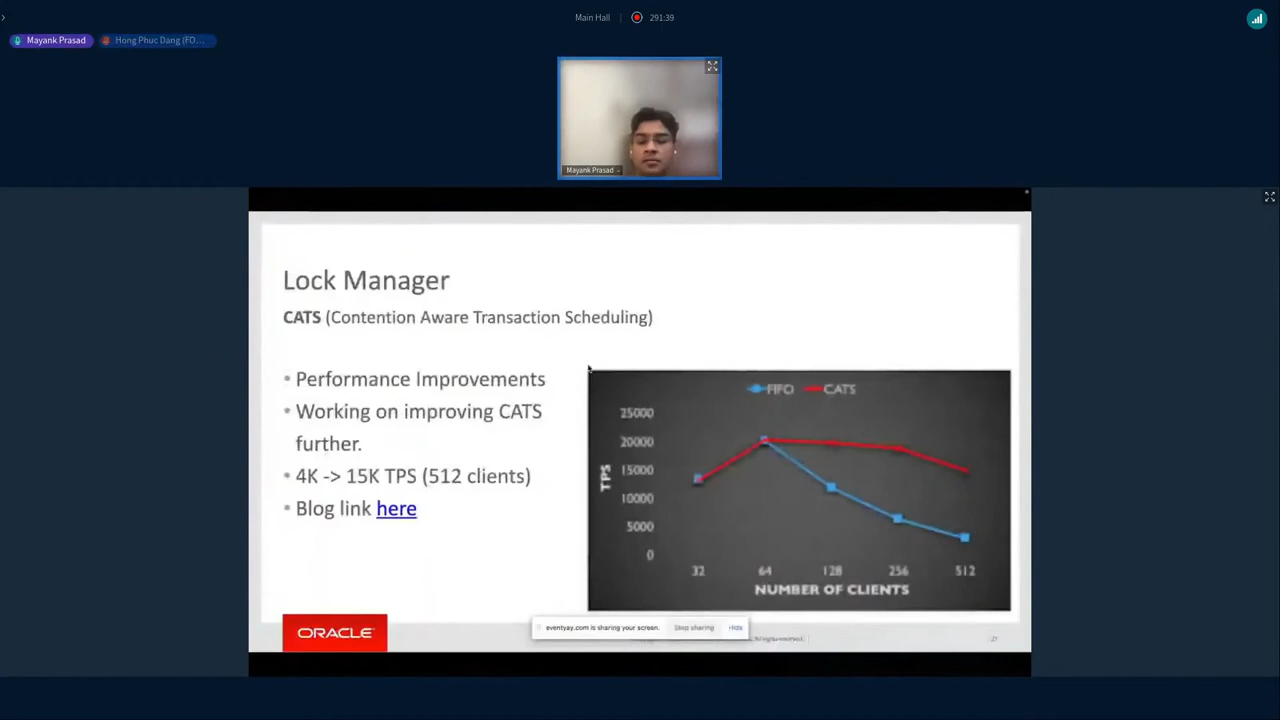 Main Hall
291:39
Mayank Prasad
Hong Phuc Dang (FO...
Mayank Prasad
Lock Manager
CATS (Contention Aware Transaction Scheduling)
• Performance Improvements
• Working on improving CATS
further.
• 4K -> 15K TPS (512 clients)
• Blog link here
FIFO CATS
25000
20000
15000
10000
5000
0
TPS
32 64 128 256 512
NUMBER OF CLIENTS
ORACLE
eventyay.com is sharing your screen. Stop sharing Hide
All rights reserved. |